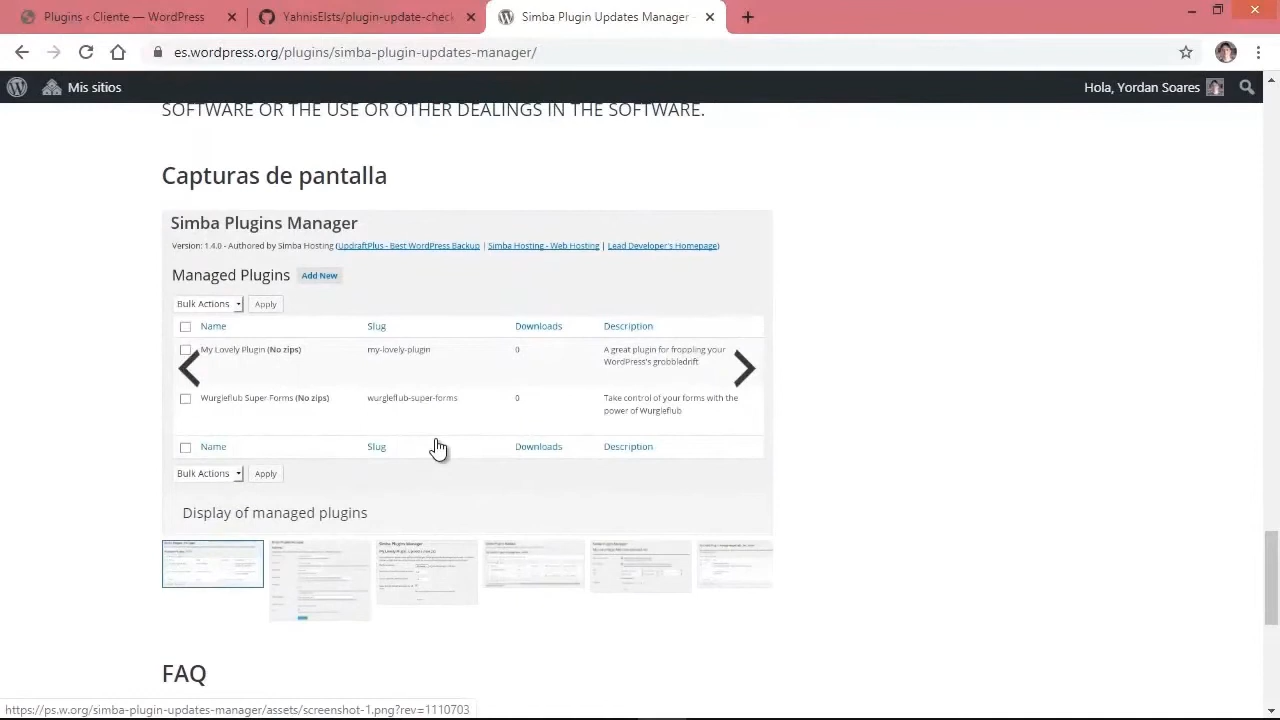 Plugins ‹ Cliente — WordPress
YahnisElsts/plugin-update-check
Simba Plugin Updates Manager
es.wordpress.org/plugins/simba-plugin-updates-manager/
Mis sitios
Hola, Yordan Soares
SOFTWARE OR THE USE OR OTHER DEALINGS IN THE SOFTWARE.
Capturas de pantalla
Simba Plugins Manager
Version: 1.4.0 - Authored by Simba Hosting (UpdraftPlus - Best WordPress Backup | Simba Hosting - Web Hosting | Lead Developer's Homepage)
Managed Plugins Add New
Bulk Actions Apply
Name Slug Downloads Description
My Lovely Plugin (No zips) my-lovely-plugin 0 A great plugin for froppling your
WordPress's grobbledrift
Wurgleflub Super Forms (No zips) wurgleflub-super-forms 0 Take control of your forms with the
power of Wurgleflub
Name Slug Downloads Description
Bulk Actions Apply
Display of managed plugins
FAQ
https://ps.w.org/simba-plugin-updates-manager/assets/screenshot-1.png?rev=1110703